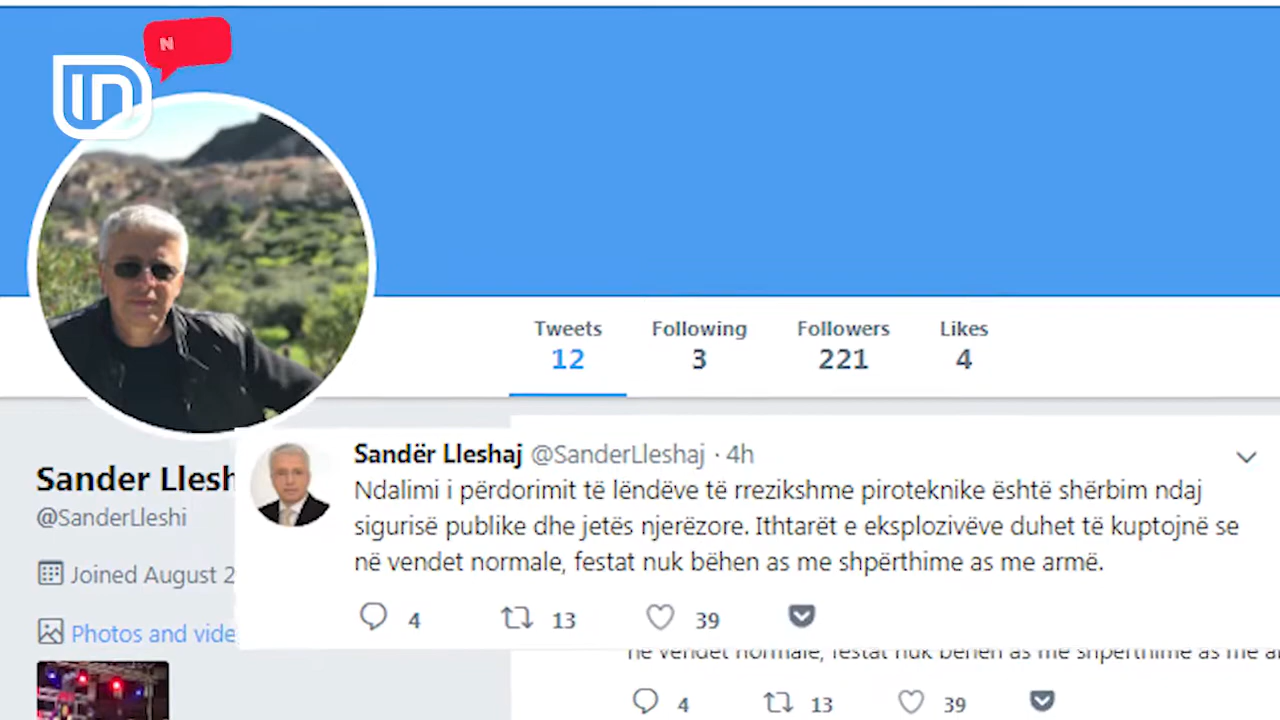 N
IN
Tweets Following Followers Likes
12 3 221 4
Sander Llesh
@SanderLleshi
Joined August 2
Photos and vide
Sandër Lleshaj @SanderLleshaj · 4h
Ndalimi i përdorimit të lëndëve të rrezikshme piroteknike është shërbim ndaj
sigurisë publike dhe jetës njerëzore. Ithtarët e eksplozivëve duhet të kuptojnë se
në vendet normale, festat nuk bëhen as me shpërthime as me armë.
4 13 39
në vendet normale, festat nuk bëhen as me shpërthime as me a
4 13 39